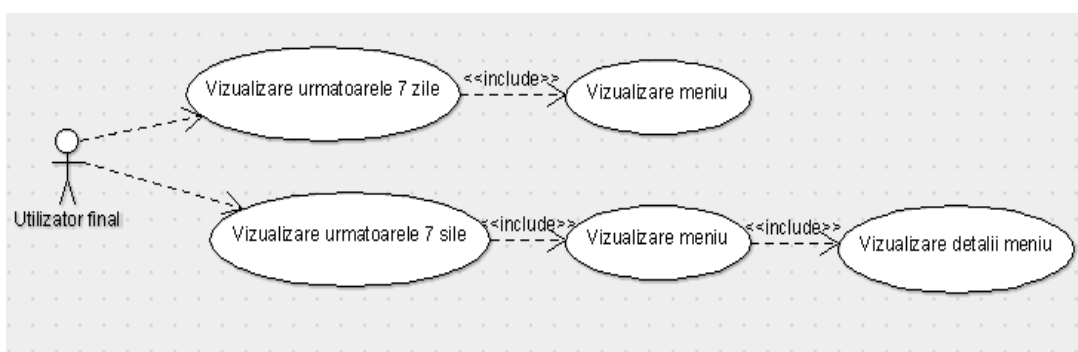 Vizualizare urmatoarele 7 zile
<<include>>
Vizualizare meniu
Utilizator final
Vizualizare urmatoarele 7 sile
<<include>>
Vizualizare meniu
<<include>>
Vizualizare detalii meniu